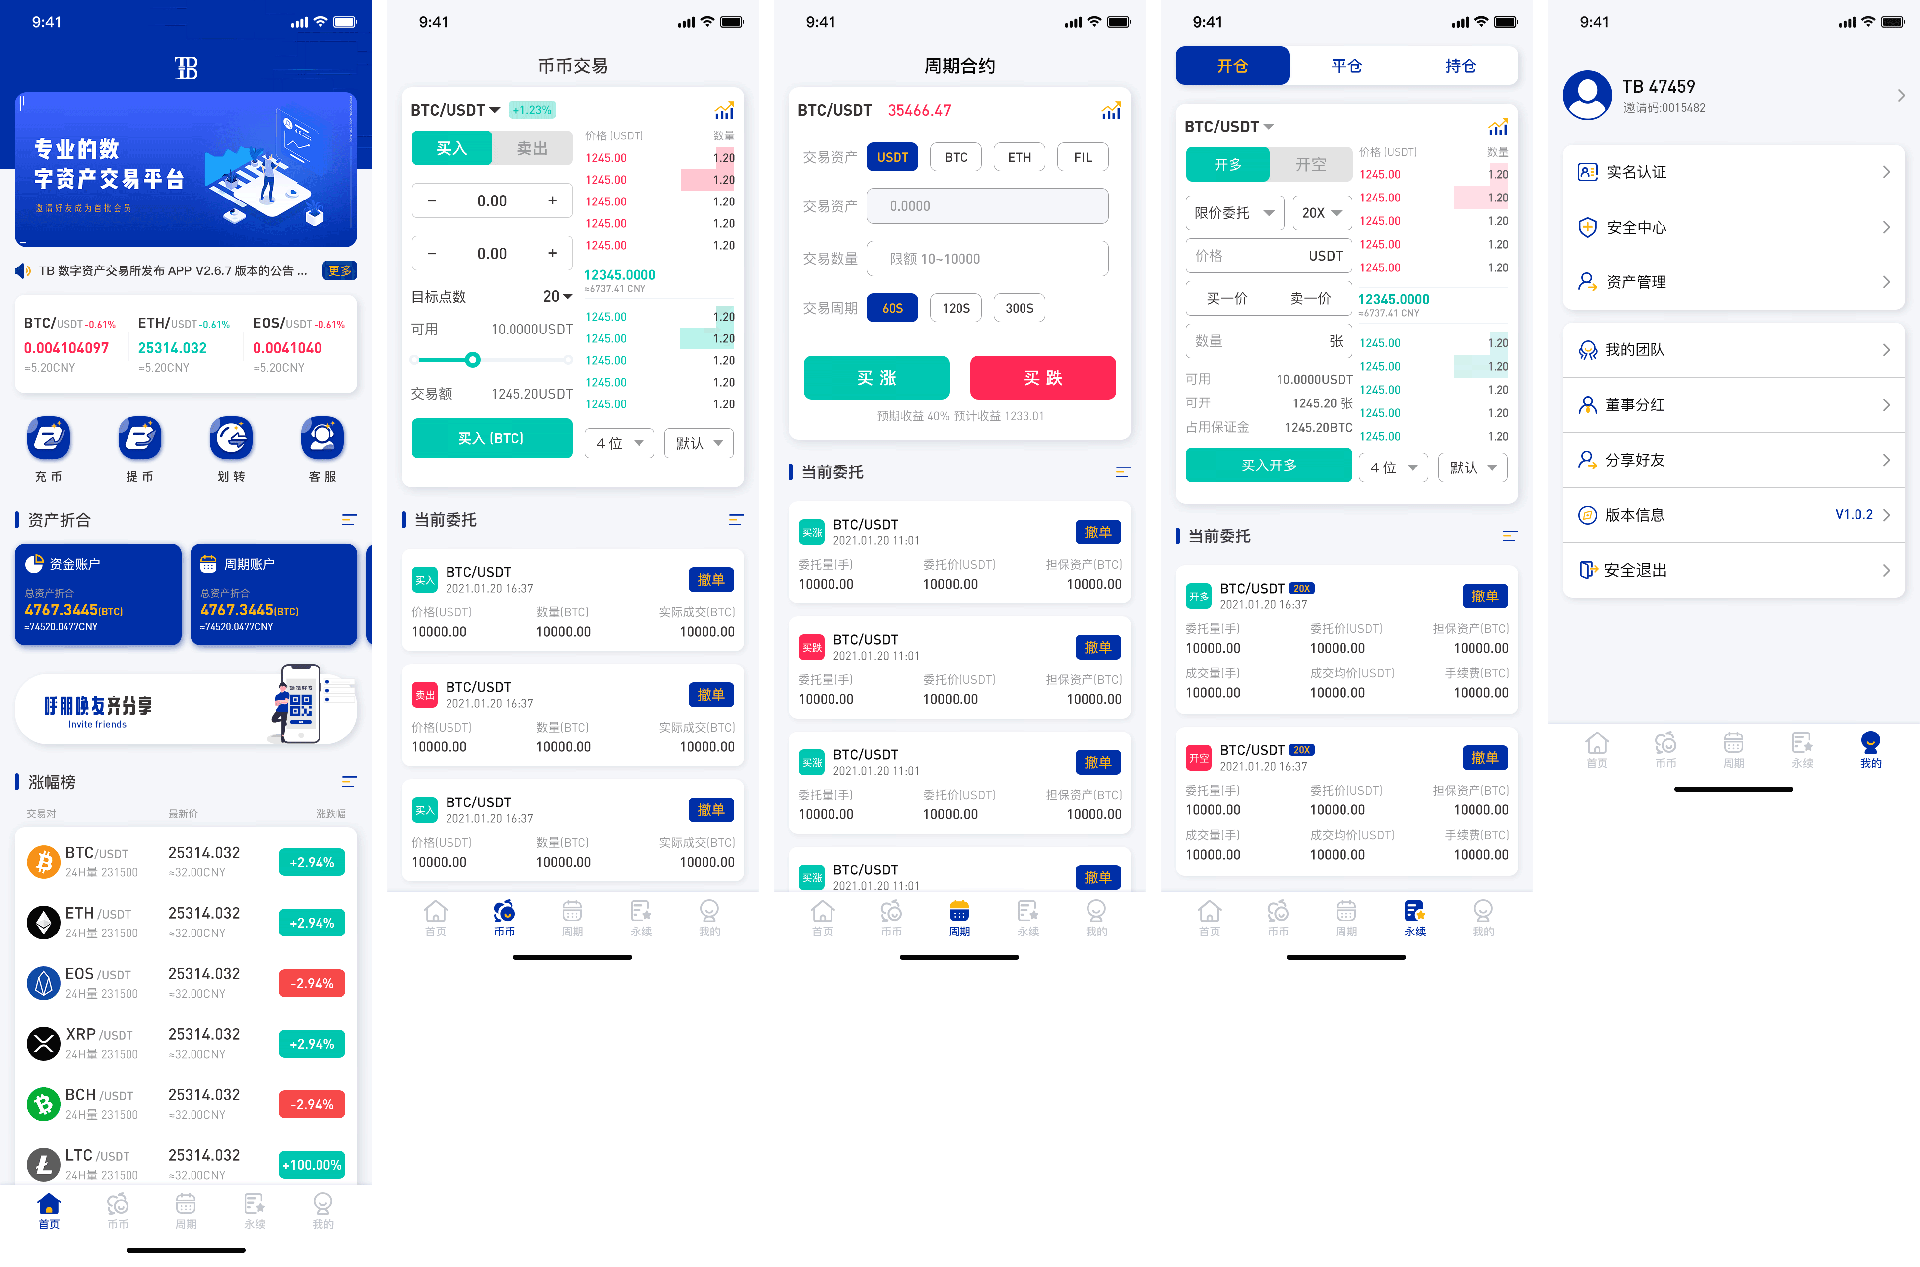 9:41
TB
专业的数
字资产交易平台
邀请好友成为首批会员
TB 数字资产交易所发布 APP V2.6.7 版本的公告 ... 更多
BTC/USDT -0.61% ETH/USDT -0.61% EOS/USDT -0.61%
0.004104097 25314.032 0.0041040
≈5.20CNY ≈5.20CNY ≈5.20CNY
充 币 提 币 划 转 客 服
资产折合
资金账户 周期账户
总资产折合 总资产折合
4767.3445(BTC) 4767.3445(BTC)
≈74520.0477CNY ≈74520.0477CNY
呼朋唤友齐分享
Invite friends
涨幅榜
交易对 最新价 涨跌幅
BTC/USDT 25314.032 +2.94%
24H量 231500 ≈32.00CNY
ETH /USDT 25314.032 +2.94%
24H量 231500 ≈32.00CNY
EOS /USDT 25314.032 -2.94%
24H量 231500 ≈32.00CNY
XRP /USDT 25314.032 +2.94%
24H量 231500 ≈32.00CNY
BCH /USDT 25314.032 -2.94%
24H量 231500 ≈32.00CNY
LTC /USDT 25314.032 +100.00%
24H量 231500 ≈32.00CNY
首页 币币 周期 永续 我的
9:41
币币交易
BTC/USDT +1.23%
买入 卖出 价格 (USDT) 数量
1245.00 1.20
1245.00 1.20
− 0.00 + 1245.00 1.20
1245.00 1.20
− 0.00 + 1245.00 1.20
12345.0000
≈6737.41 CNY
目标点数 20
1245.00 1.20
可用 10.0000USDT 1245.00 1.20
1245.00 1.20
1245.00 1.20
交易额 1245.20USDT 1245.00 1.20
买入 (BTC) 4 位 默认
当前委托
买入 BTC/USDT 撤单
2021.01.20 16:37
价格(USDT) 数量(BTC) 实际成交(BTC)
10000.00 10000.00 10000.00
卖出 BTC/USDT 撤单
2021.01.20 16:37
价格(USDT) 数量(BTC) 实际成交(BTC)
10000.00 10000.00 10000.00
买入 BTC/USDT 撤单
2021.01.20 16:37
价格(USDT) 数量(BTC) 实际成交(BTC)
10000.00 10000.00 10000.00
首页 币币 周期 永续 我的
9:41
周期合约
BTC/USDT 35466.47
交易资产 USDT BTC ETH FIL
交易资产 0.0000
交易数量 限额 10~10000
交易周期 60S 120S 300S
买 涨 买 跌
预期收益 40% 预计收益 1233.01
当前委托
买涨 BTC/USDT 撤单
2021.01.20 11:01
委托量(手) 委托价(USDT) 担保资产(BTC)
10000.00 10000.00 10000.00
买跌 BTC/USDT 撤单
2021.01.20 11:01
委托量(手) 委托价(USDT) 担保资产(BTC)
10000.00 10000.00 10000.00
买涨 BTC/USDT 撤单
2021.01.20 11:01
委托量(手) 委托价(USDT) 担保资产(BTC)
10000.00 10000.00 10000.00
买涨 BTC/USDT 撤单
2021.01.20 11:01
首页 币币 周期 永续 我的
9:41
开仓 平仓 持仓
BTC/USDT
开多 开空 价格 (USDT) 数量
1245.00 1.20
1245.00 1.20
限价委托 20X 1245.00 1.20
1245.00 1.20
价格 USDT 1245.00 1.20
买一价 卖一价 12345.0000
≈6737.41 CNY
数量 张 1245.00 1.20
1245.00 1.20
可用 10.0000USDT 1245.00 1.20
可开 1245.20 张 1245.00 1.20
占用保证金 1245.20BTC 1245.00 1.20
买入开多 4 位 默认
当前委托
开多 BTC/USDT 20X 撤单
2021.01.20 16:37
委托量(手) 委托价(USDT) 担保资产(BTC)
10000.00 10000.00 10000.00
成交量(手) 成交均价(USDT) 手续费(BTC)
10000.00 10000.00 10000.00
开空 BTC/USDT 20X 撤单
2021.01.20 16:37
委托量(手) 委托价(USDT) 担保资产(BTC)
10000.00 10000.00 10000.00
成交量(手) 成交均价(USDT) 手续费(BTC)
10000.00 10000.00 10000.00
首页 币币 周期 永续 我的
9:41
TB 47459
邀请码:0015482
实名认证
安全中心
资产管理
我的团队
董事分红
分享好友
版本信息 V1.0.2
安全退出
首页 币币 周期 永续 我的